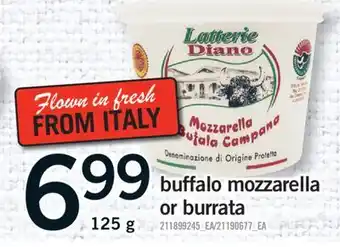 Latterie
Diano
Mozzarella
Bufala Campana
Denominazione di Origine Protetta
Flown in fresh
FROM ITALY
6.99
125 g
buffalo mozzarella
or burrata
211899245_EA/21190677_EA